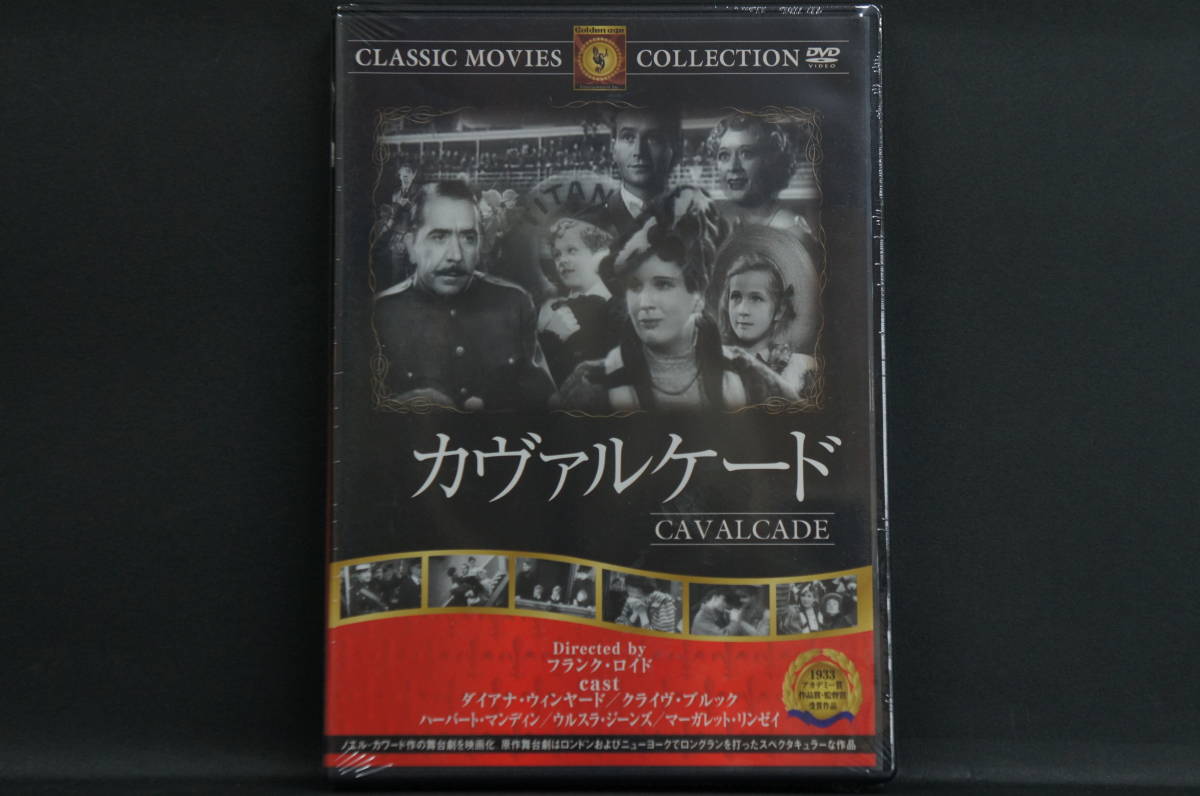 Golden age
CLASSIC MOVIES COLLECTION DVD
VIDEO
TITAN
カヴァルケード
CAVALCADE
Directed by
フランク・ロイド
cast
ダイアナ・ウィンヤード／クライヴ・ブルック
ハーバート・マンディン／ウルスラ・ジーンズ／マーガレット・リンゼイ
1933
アカデミー賞
作品賞・監督賞
受賞作品
ノエル・カワード作の舞台劇を映画化 原作舞台劇はロンドンおよびニューヨークでロングランを打ったスペクタキュラーな作品